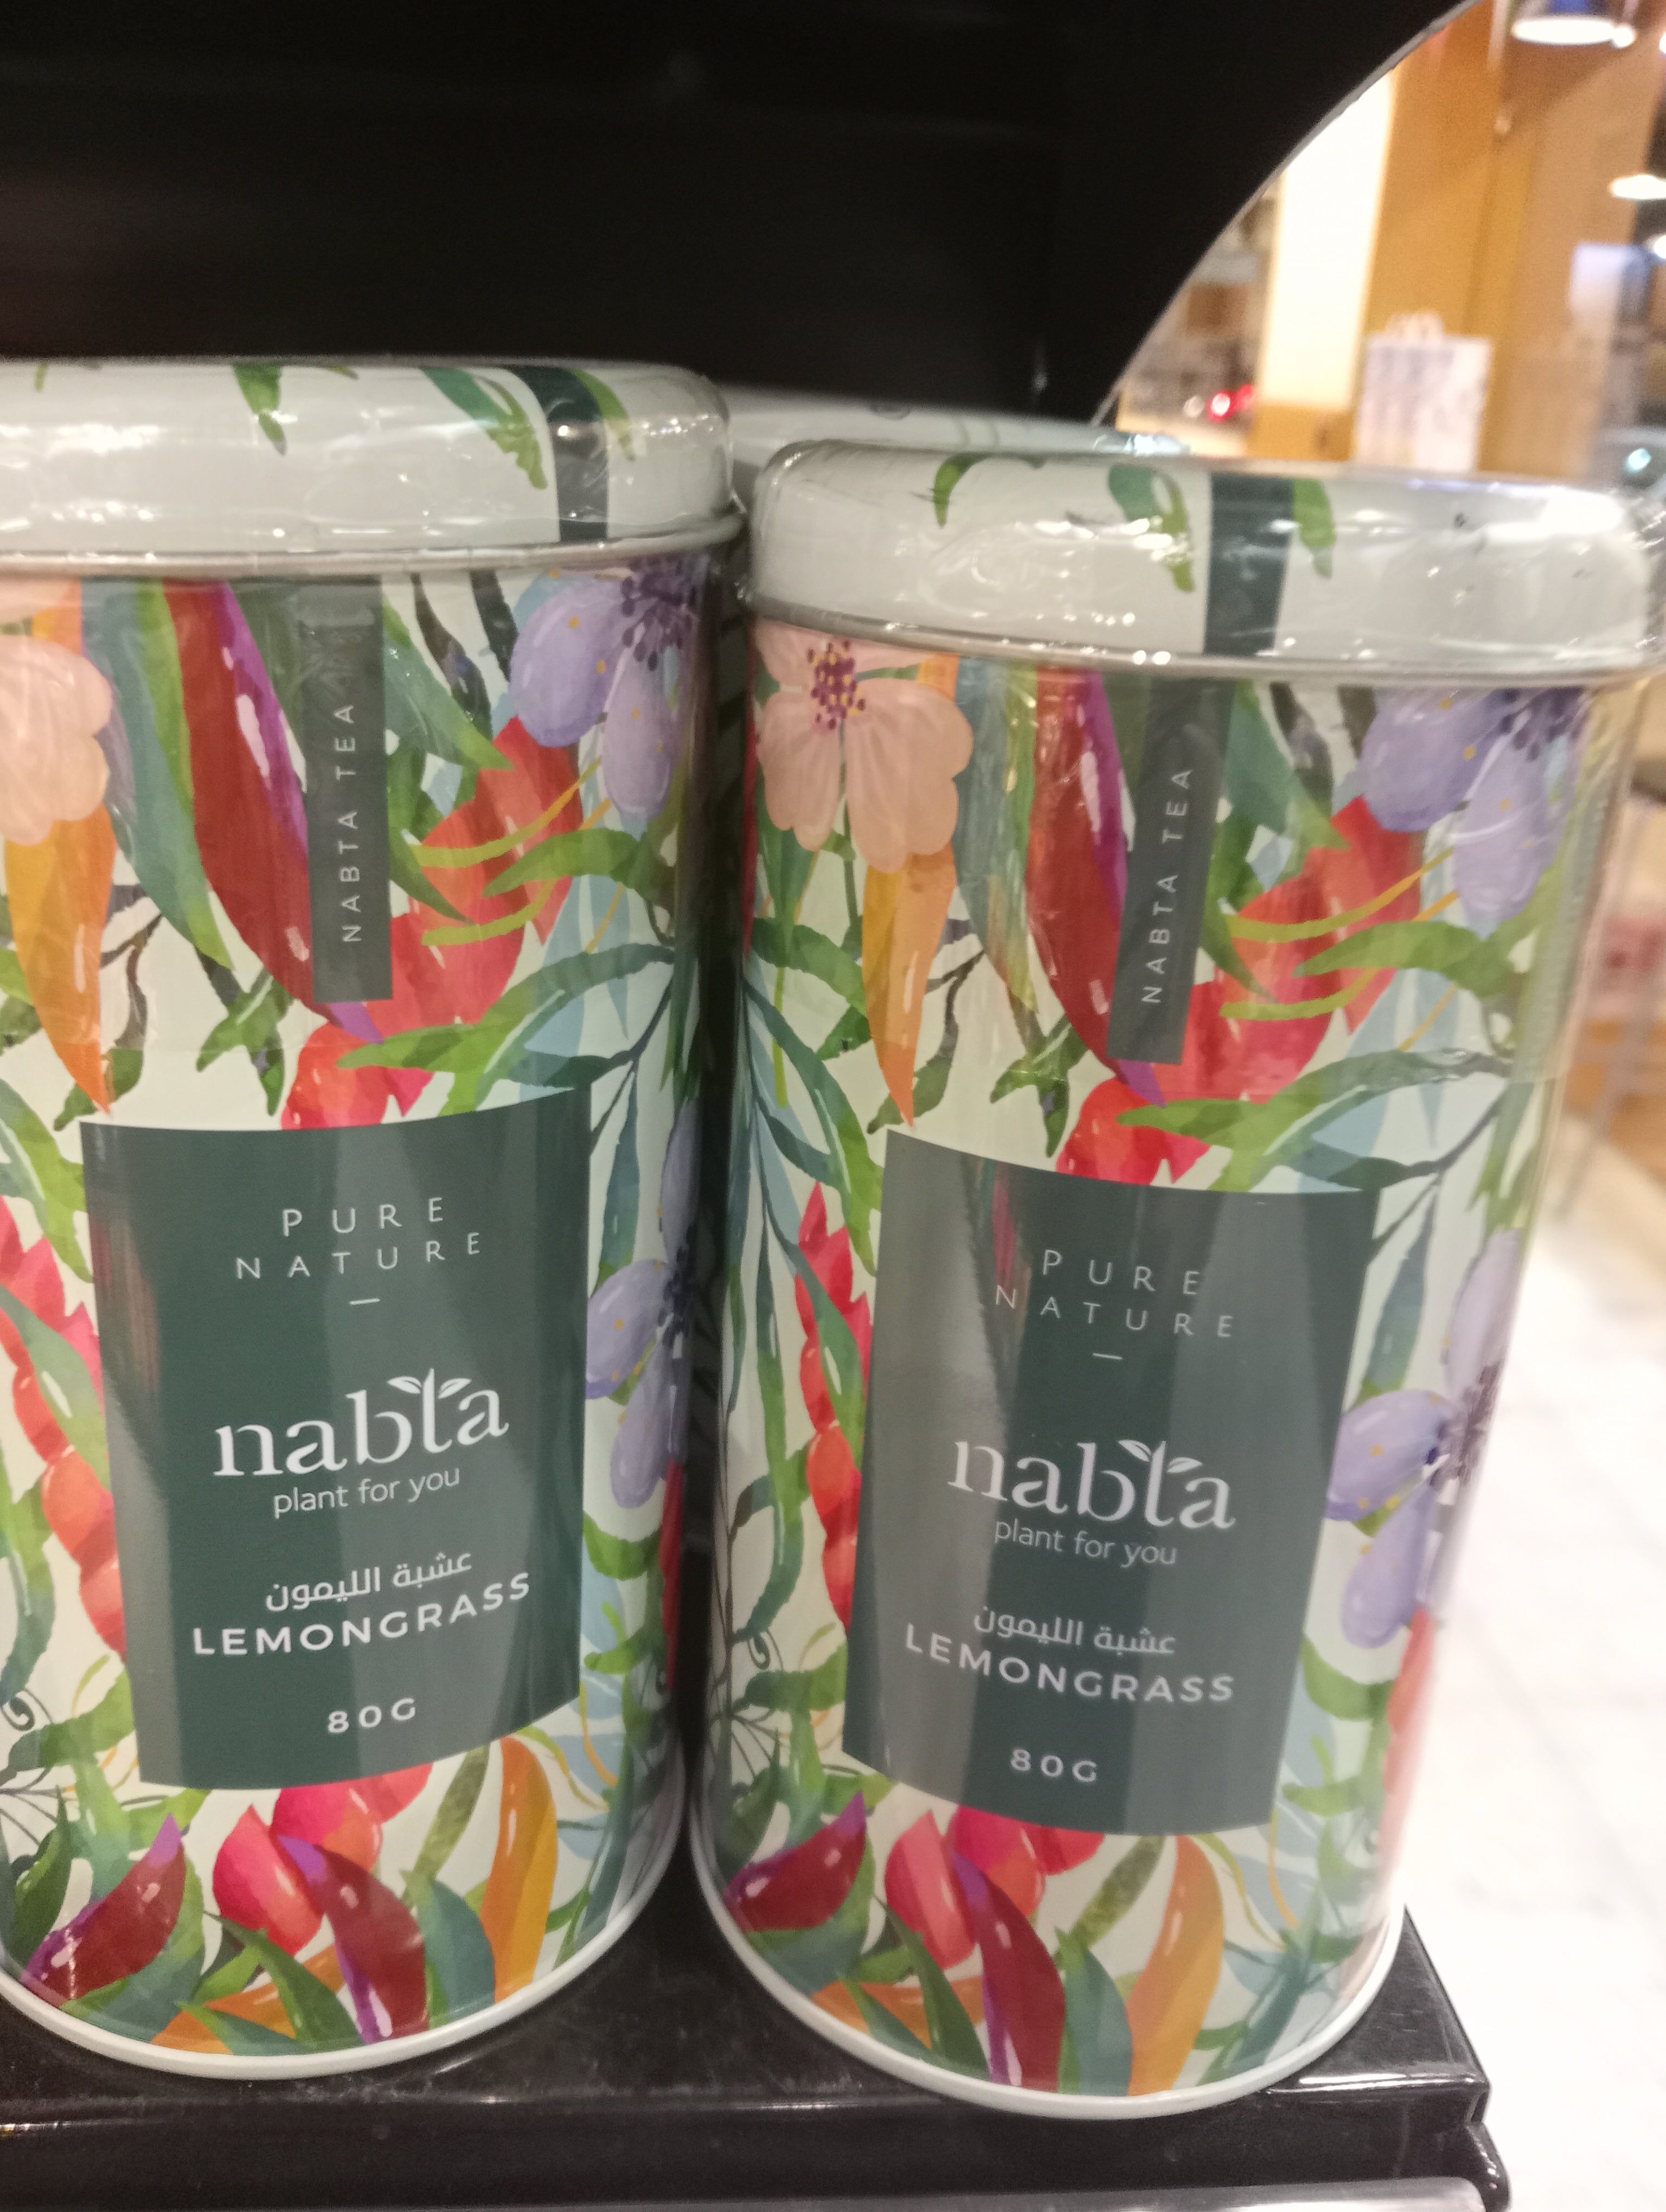 NABTA TEA
PURE
NATURE
nabta
plant for you
عشبة الليمون
LEMONGRASS
80G
NABTA TEA
PURE
NATURE
nabta
plant for you
عشبة الليمون
LEMONGRASS
80G